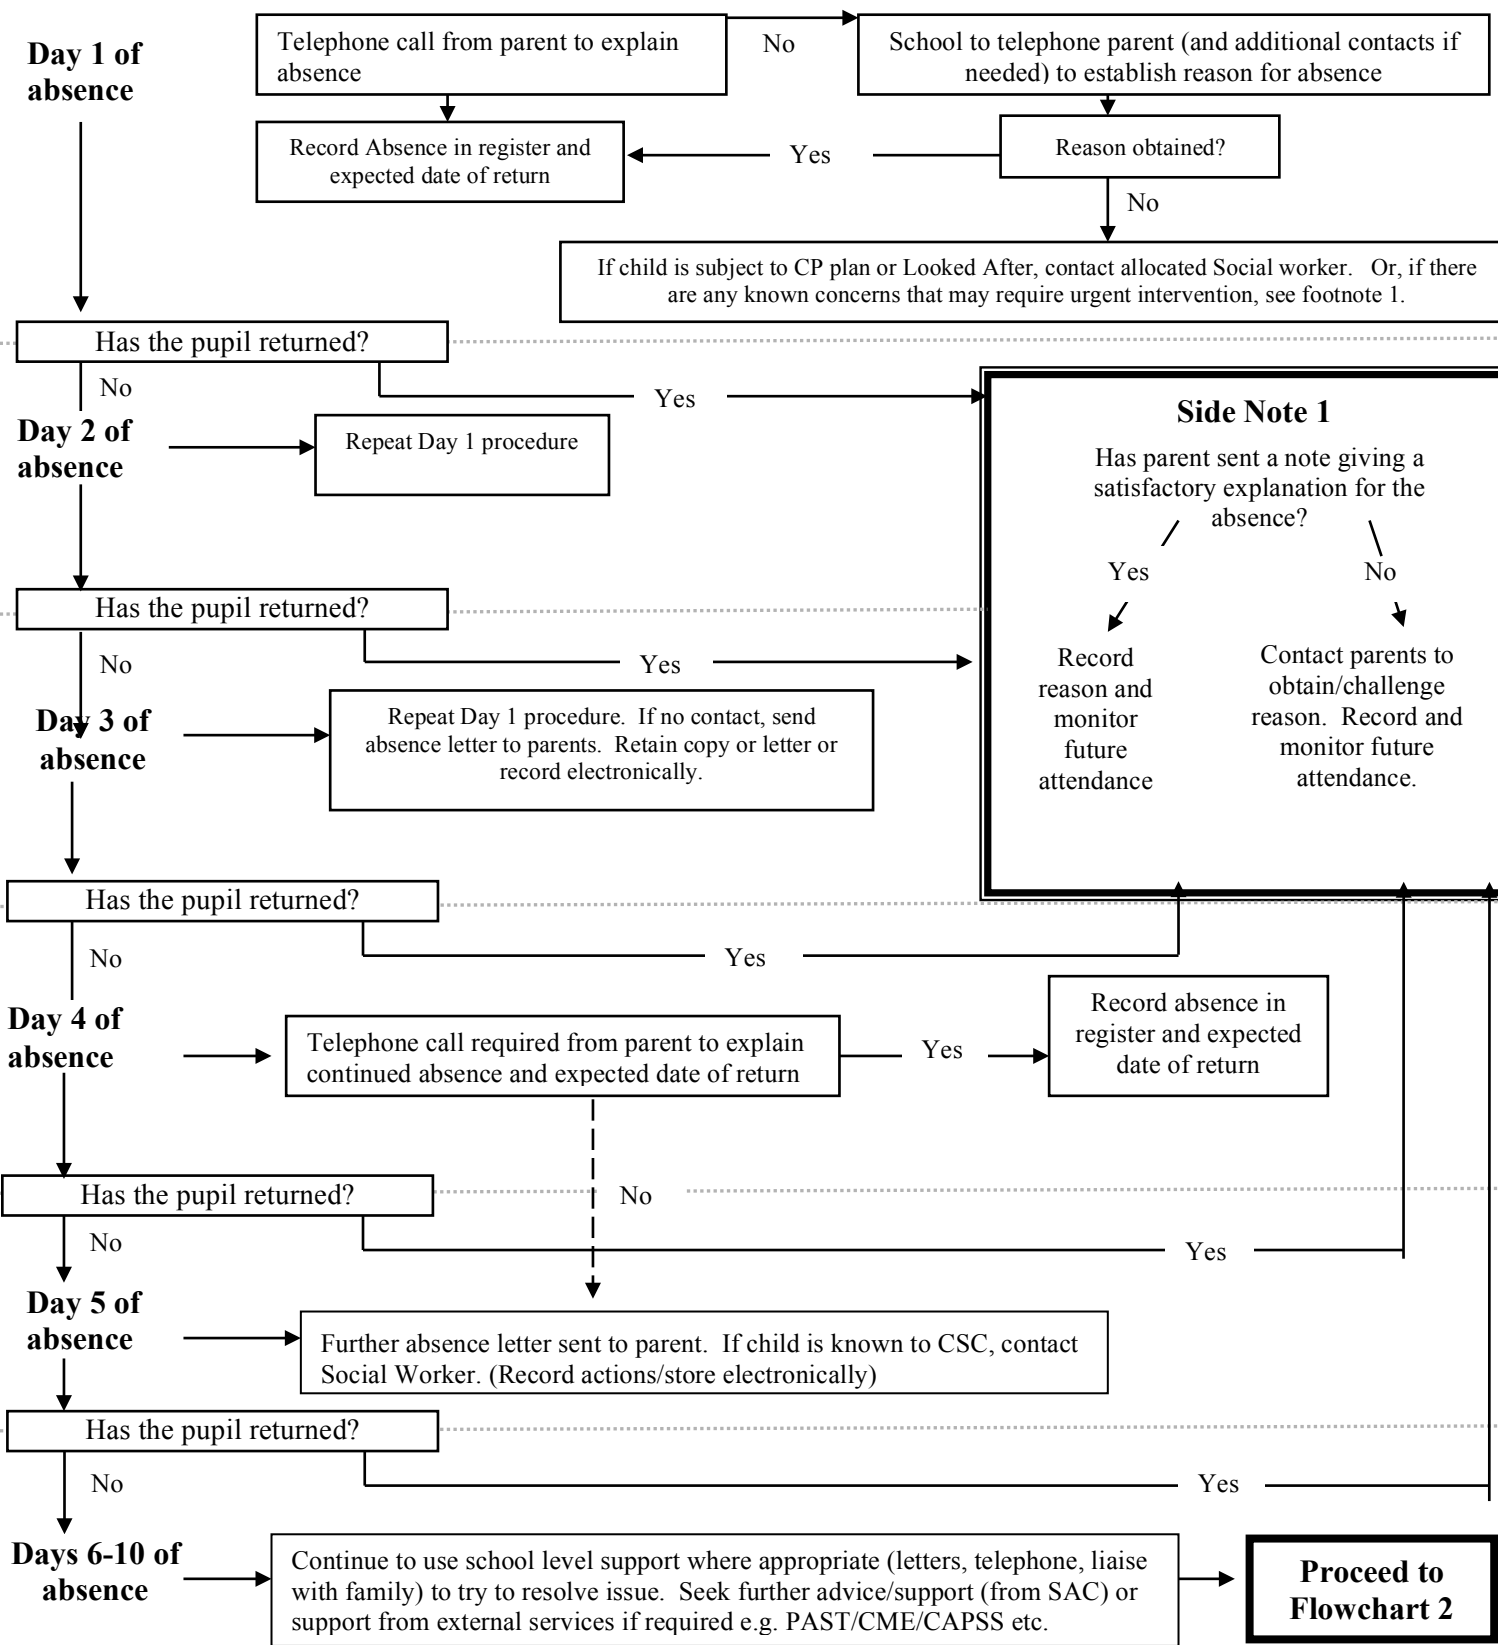 Day 1 of
absence
Telephone call from parent to explain
absence
No
School to telephone parent (and additional contacts if
needed) to establish reason for absence
Record Absence in register and
expected date of return
Yes
Reason obtained?
No
If child is subject to CP plan or Looked After, contact allocated Social worker. Or, if there
are any known concerns that may require urgent intervention, see footnote 1.
Has the pupil returned?
No
Yes
Day 2 of
absence
Repeat Day 1 procedure
Side Note 1
Has parent sent a note giving a
satisfactory explanation for the
absence?
Yes
No
Record
reason and
monitor
future
attendance
Contact parents to
obtain/challenge
reason. Record and
monitor future
attendance.
Has the pupil returned?
No
Yes
Day 3 of
absence
Repeat Day 1 procedure. If no contact, send
absence letter to parents. Retain copy or letter or
record electronically.
Has the pupil returned?
No
Yes
Day 4 of
absence
Telephone call required from parent to explain
continued absence and expected date of return
Yes
Record absence in
register and expected
date of return
Has the pupil returned?
No
No
Yes
Day 5 of
absence
Further absence letter sent to parent. If child is known to CSC, contact
Social Worker. (Record actions/store electronically)
Has the pupil returned?
No
Yes
Days 6-10 of
absence
Continue to use school level support where appropriate (letters, telephone, liaise
with family) to try to resolve issue. Seek further advice/support (from SAC) or
support from external services if required e.g. PAST/CME/CAPSS etc.
Proceed to
Flowchart 2